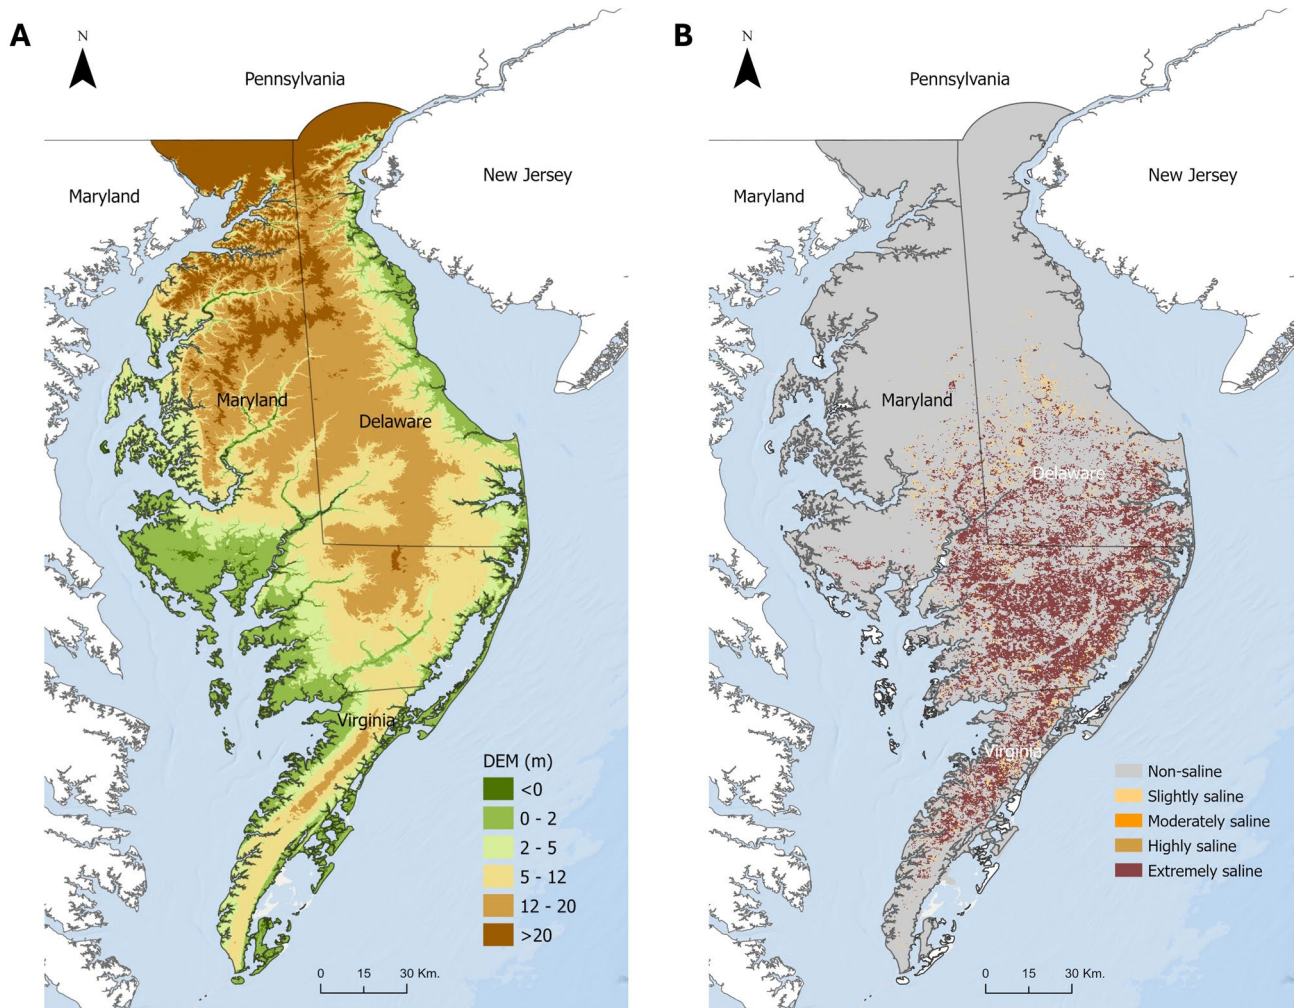 A
N
Pennsylvania
Maryland
New Jersey
Maryland
Delaware
Virginia
DEM (m)
<0
0 - 2
2 - 5
5 - 12
12 - 20
>20
0 15 30 Km.
B
N
Pennsylvania
Maryland
New Jersey
Maryland
Delaware
Virginia
Non-saline
Slightly saline
Moderately saline
Highly saline
Extremely saline
0 15 30 Km.